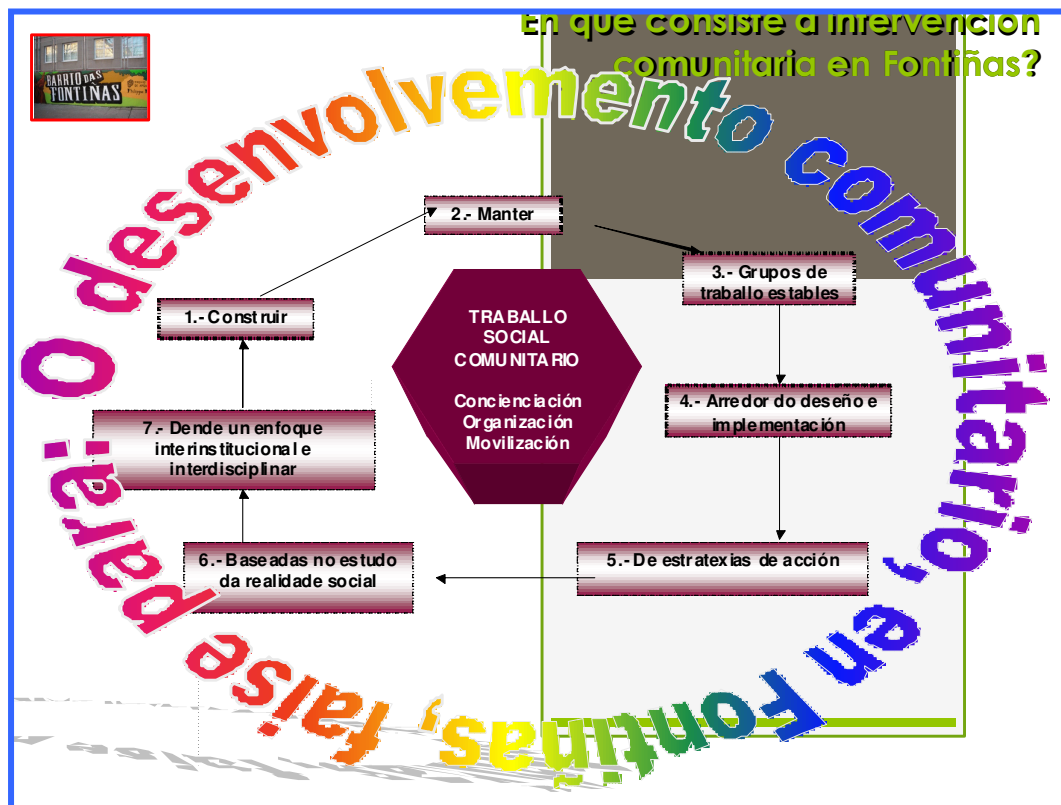 En que consiste a intervención
comunitaria en Fontiñas?
BARRIO DAS
FONTIÑAS
O desenvolvemento comunitario, en Fontiñas, faise para:
1.- Construir
2.- Manter
3.- Grupos de
traballo estables
4.- Arredor do deseño e
implementación
5.- De estratexias de acción
6.- Baseadas no estudo
da realidade social
7.- Dende un enfoque
interinstitucional e
interdisciplinar
TRABALLO
SOCIAL
COMUNITARIO
Concienciación
Organización
Movilización